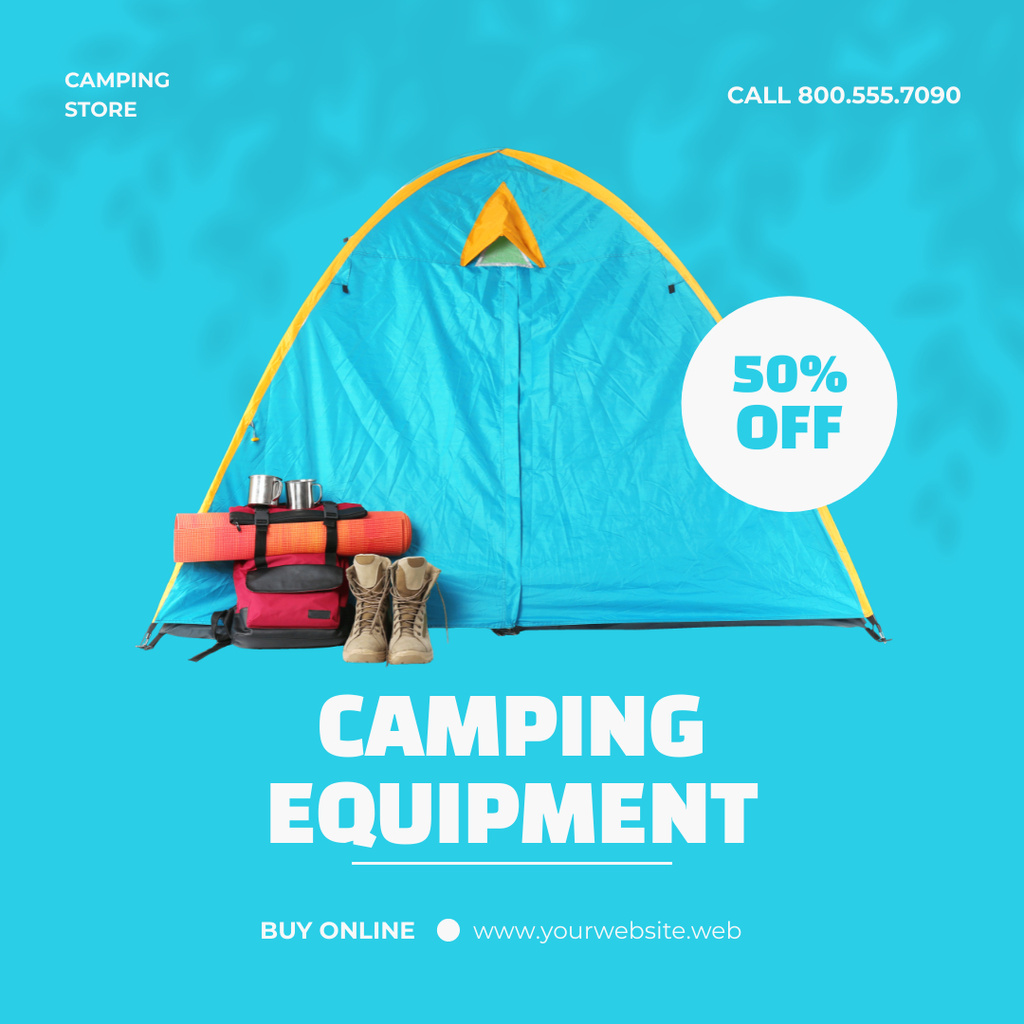 CAMPING
STORE
CALL 800.555.7090
50%
OFF
CAMPING
EQUIPMENT
BUY ONLINE
www.yourwebsite.web